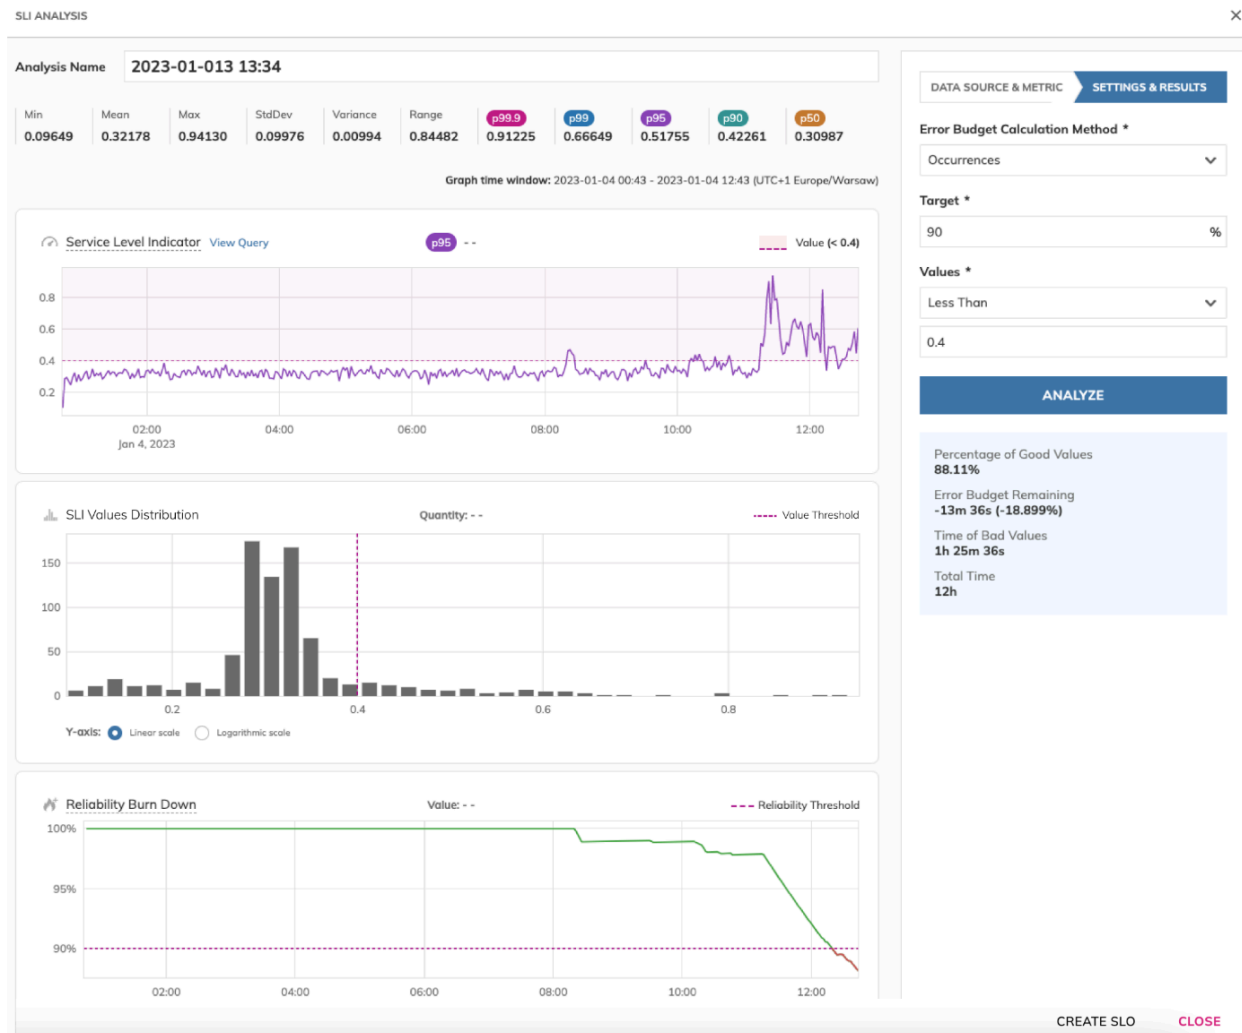 SLI ANALYSIS
Analysis Name 2023-01-013 13:34
Min Mean Max StdDev Variance Range p99.9 p99 p95 p90 p50
0.09649 0.32178 0.94130 0.09976 0.00994 0.84482 0.91225 0.66649 0.51755 0.42261 0.30987
Graph time window: 2023-01-04 00:43 - 2023-01-04 12:43 (UTC+1 Europe/Warsaw)
Service Level Indicator View Query p95 - - Value (< 0.4)
0.8
0.6
0.4
0.2
02:00 04:00 06:00 08:00 10:00 12:00
Jan 4, 2023
SLI Values Distribution Quantity: - - Value Threshold
150
100
50
0
0.2 0.4 0.6 0.8
Y-axis: Linear scale Logarithmic scale
Reliability Burn Down Value: - - Reliability Threshold
100%
95%
90%
02:00 04:00 06:00 08:00 10:00 12:00
DATA SOURCE & METRIC SETTINGS & RESULTS
Error Budget Calculation Method *
Occurrences
Target *
90 %
Values *
Less Than
0.4
ANALYZE
Percentage of Good Values
88.11%
Error Budget Remaining
-13m 36s (-18.899%)
Time of Bad Values
1h 25m 36s
Total Time
12h
CREATE SLO CLOSE